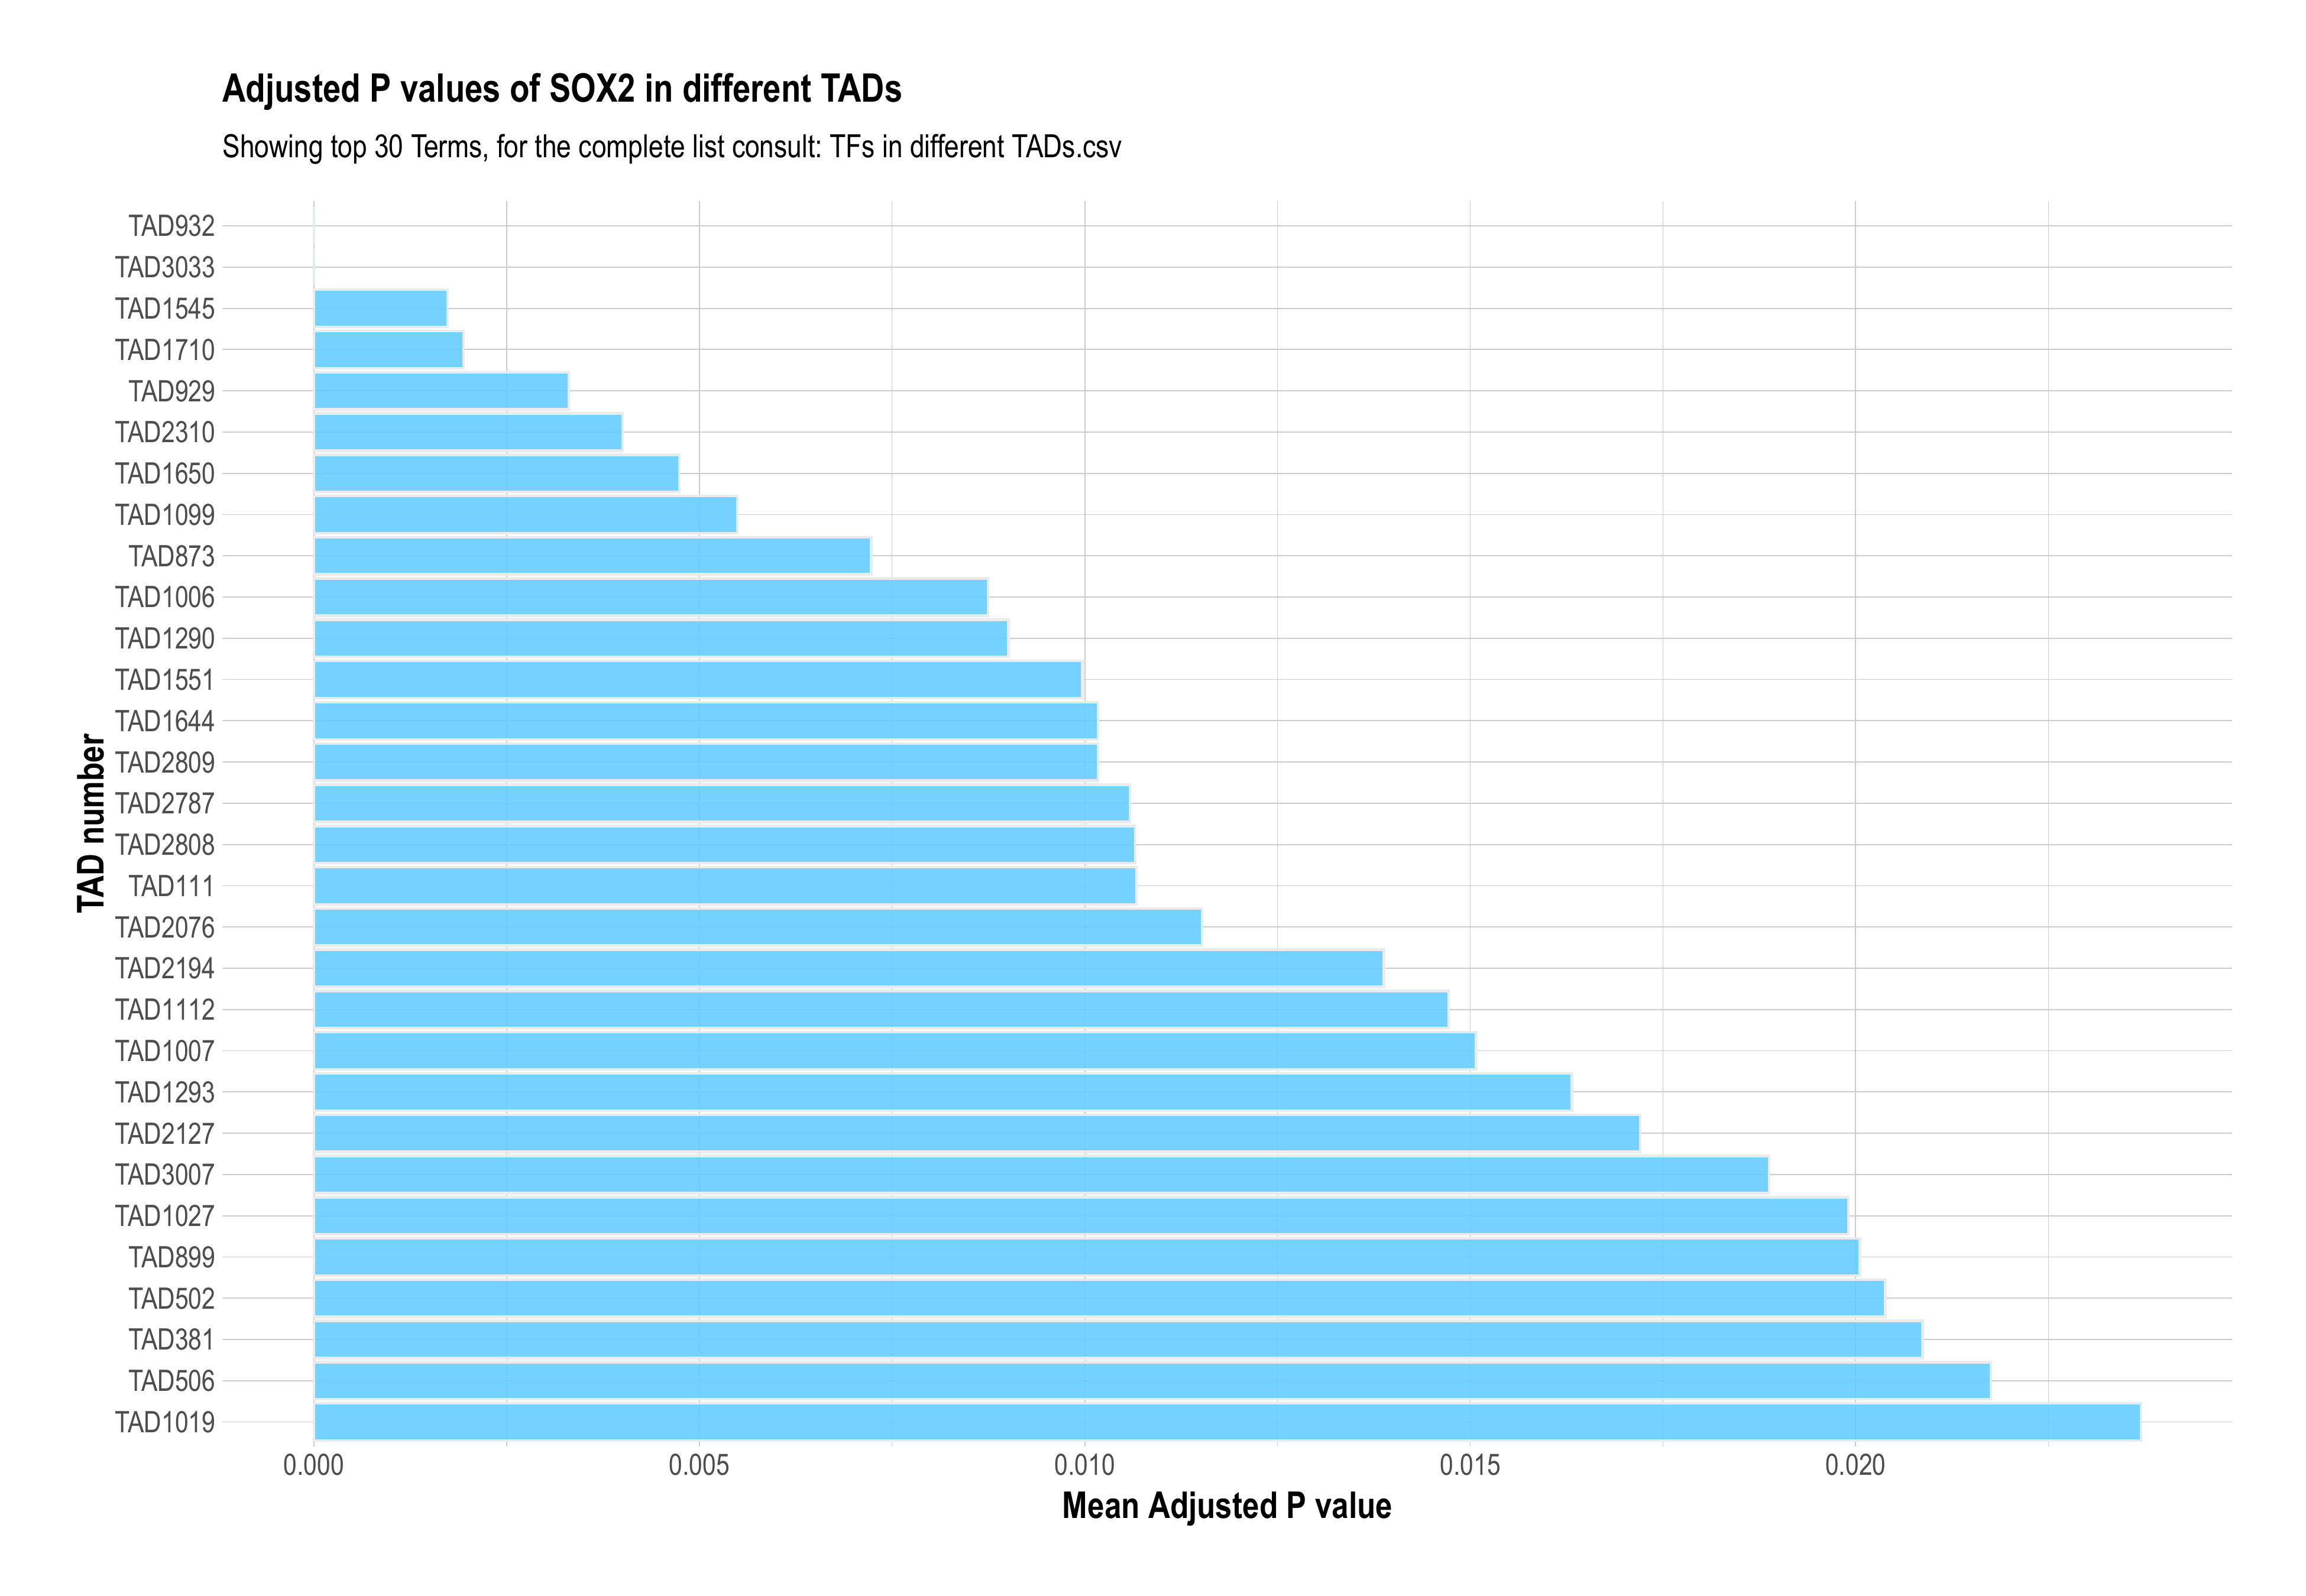 Adjusted P values of SOX2 in different TADs
Showing top 30 Terms, for the complete list consult: TFs in different TADs.csv
TAD number
TAD932
TAD3033
TAD1545
TAD1710
TAD929
TAD2310
TAD1650
TAD1099
TAD873
TAD1006
TAD1290
TAD1551
TAD1644
TAD2809
TAD2787
TAD2808
TAD111
TAD2076
TAD2194
TAD1112
TAD1007
TAD1293
TAD2127
TAD3007
TAD1027
TAD899
TAD502
TAD381
TAD506
TAD1019
0.000 0.005 0.010 0.015 0.020
Mean Adjusted P value